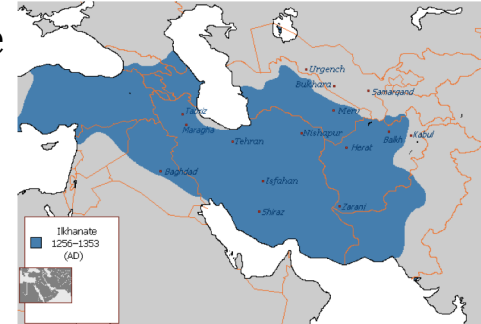 e
Urgench
Bukhara
Samarqand
Merv
Tabriz
Maragha
Tehran
Nishapur
Balkh
Kabul
Herat
Baghdad
Isfahan
Shiraz
Zaranj
Ilkhanate
1256–1353
(AD)